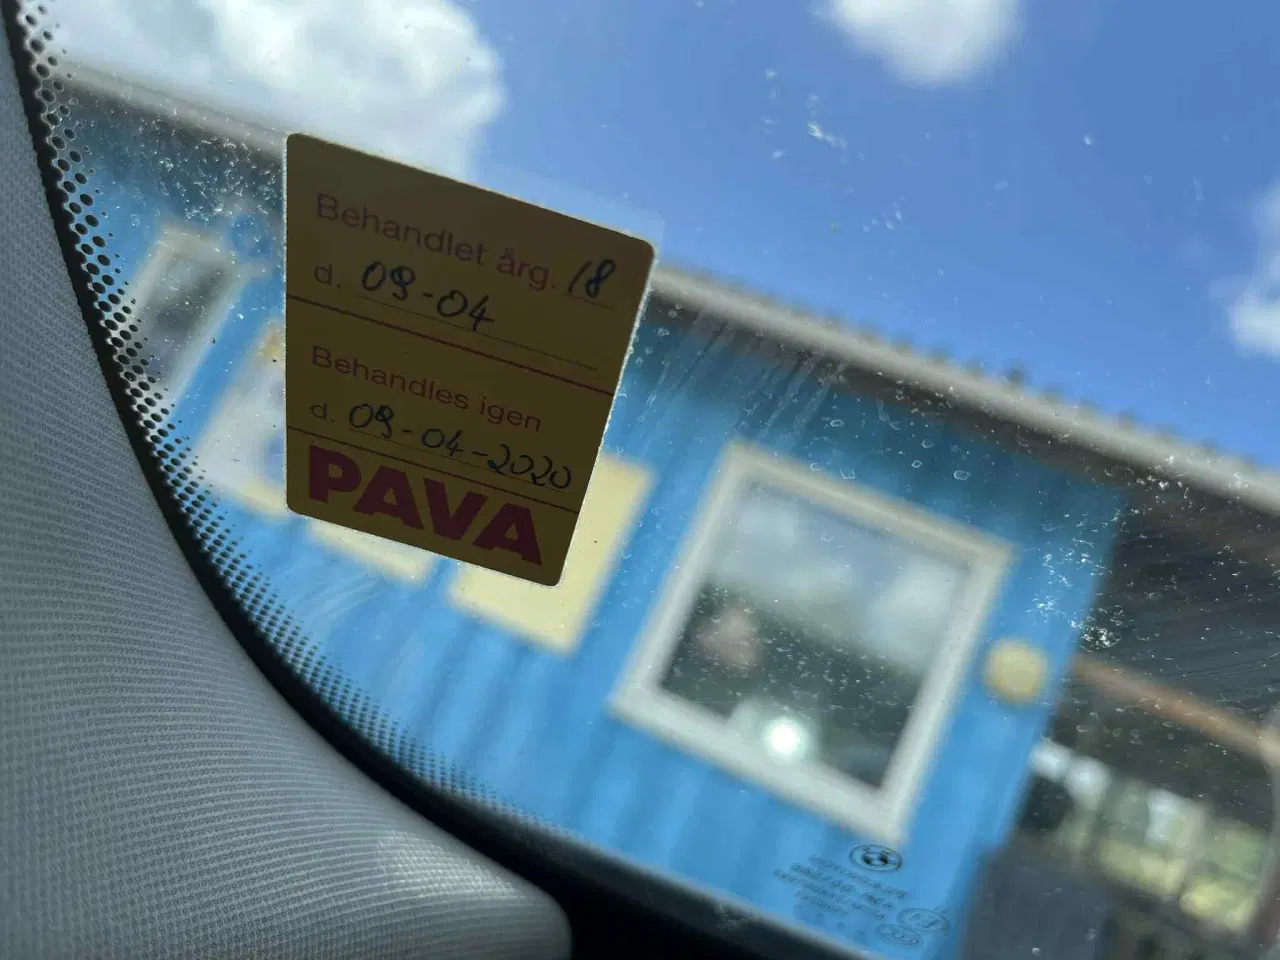 Behandlet årg. 18
d. 09-04
Behandles igen
d. 09-04-2020
PAVA